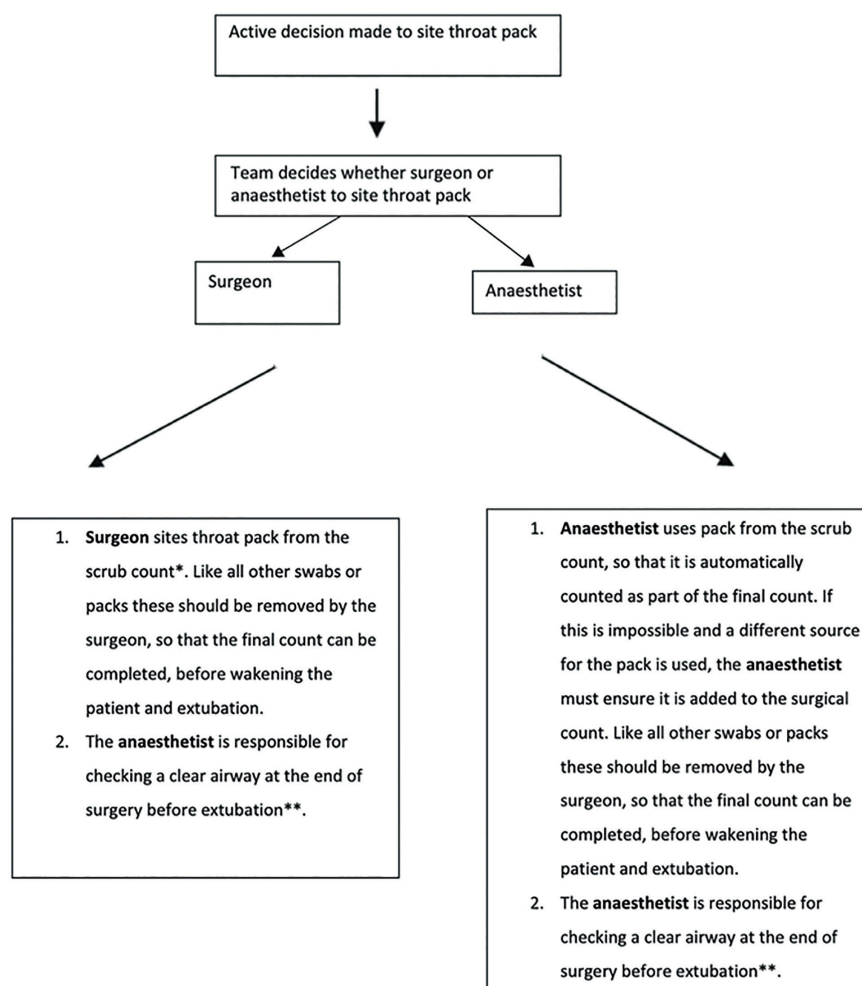 Active decision made to site throat pack
Team decides whether surgeon or
anaesthetist to site throat pack
Surgeon
Anaesthetist
1. Surgeon sites throat pack from the
scrub count*. Like all other swabs or
packs these should be removed by the
surgeon, so that the final count can be
completed, before wakening the
patient and extubation.
2. The anaesthetist is responsible for
checking a clear airway at the end of
surgery before extubation**.
1. Anaesthetist uses pack from the scrub
count, so that it is automatically
counted as part of the final count. If
this is impossible and a different source
for the pack is used, the anaesthetist
must ensure it is added to the surgical
count. Like all other swabs or packs
these should be removed by the
surgeon, so that the final count can be
completed, before wakening the
patient and extubation.
2. The anaesthetist is responsible for
checking a clear airway at the end of
surgery before extubation**.